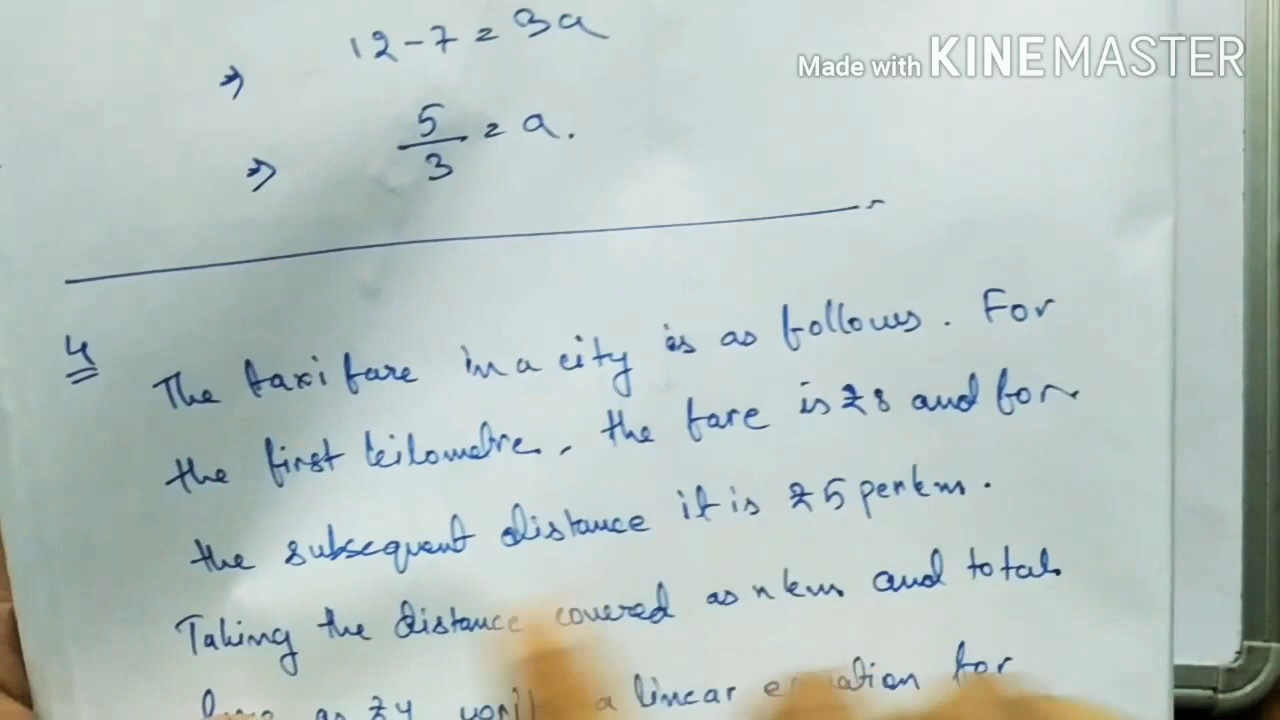 Made with KINEMASTER
⇒ 12 - 7 = 3a
⇒ 5/3 = a.
4 The taxi fare in a city is as follows. For
the first kilometre, the fare is ₹8 and for
the subsequent distance it is ₹5 per km.
Taking the distance covered as x km and total
as ₹y a linear for